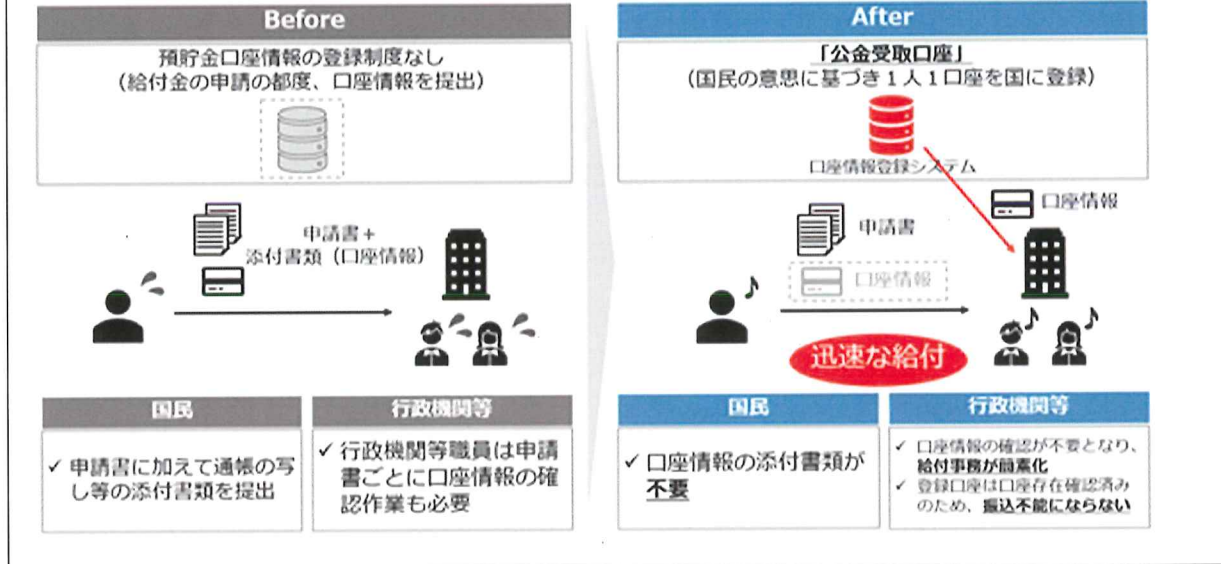 Before
預貯金口座情報の登録制度なし
（給付金の申請の都度、口座情報を提出）
申請書＋
添付書類（口座情報）
国民
✓ 申請書に加えて通帳の写
し等の添付書類を提出
行政機関等
✓ 行政機関等職員は申請
書ごとに口座情報の確
認作業も必要
After
「公金受取口座」
（国民の意思に基づき１人１口座を国に登録）
口座情報登録システム
口座情報
申請書
口座情報
迅速な給付
国民
✓ 口座情報の添付書類が
不要
行政機関等
✓ 口座情報の確認が不要となり、
給付事務が簡素化
✓ 登録口座は口座存在確認済み
のため、振込不能にならない